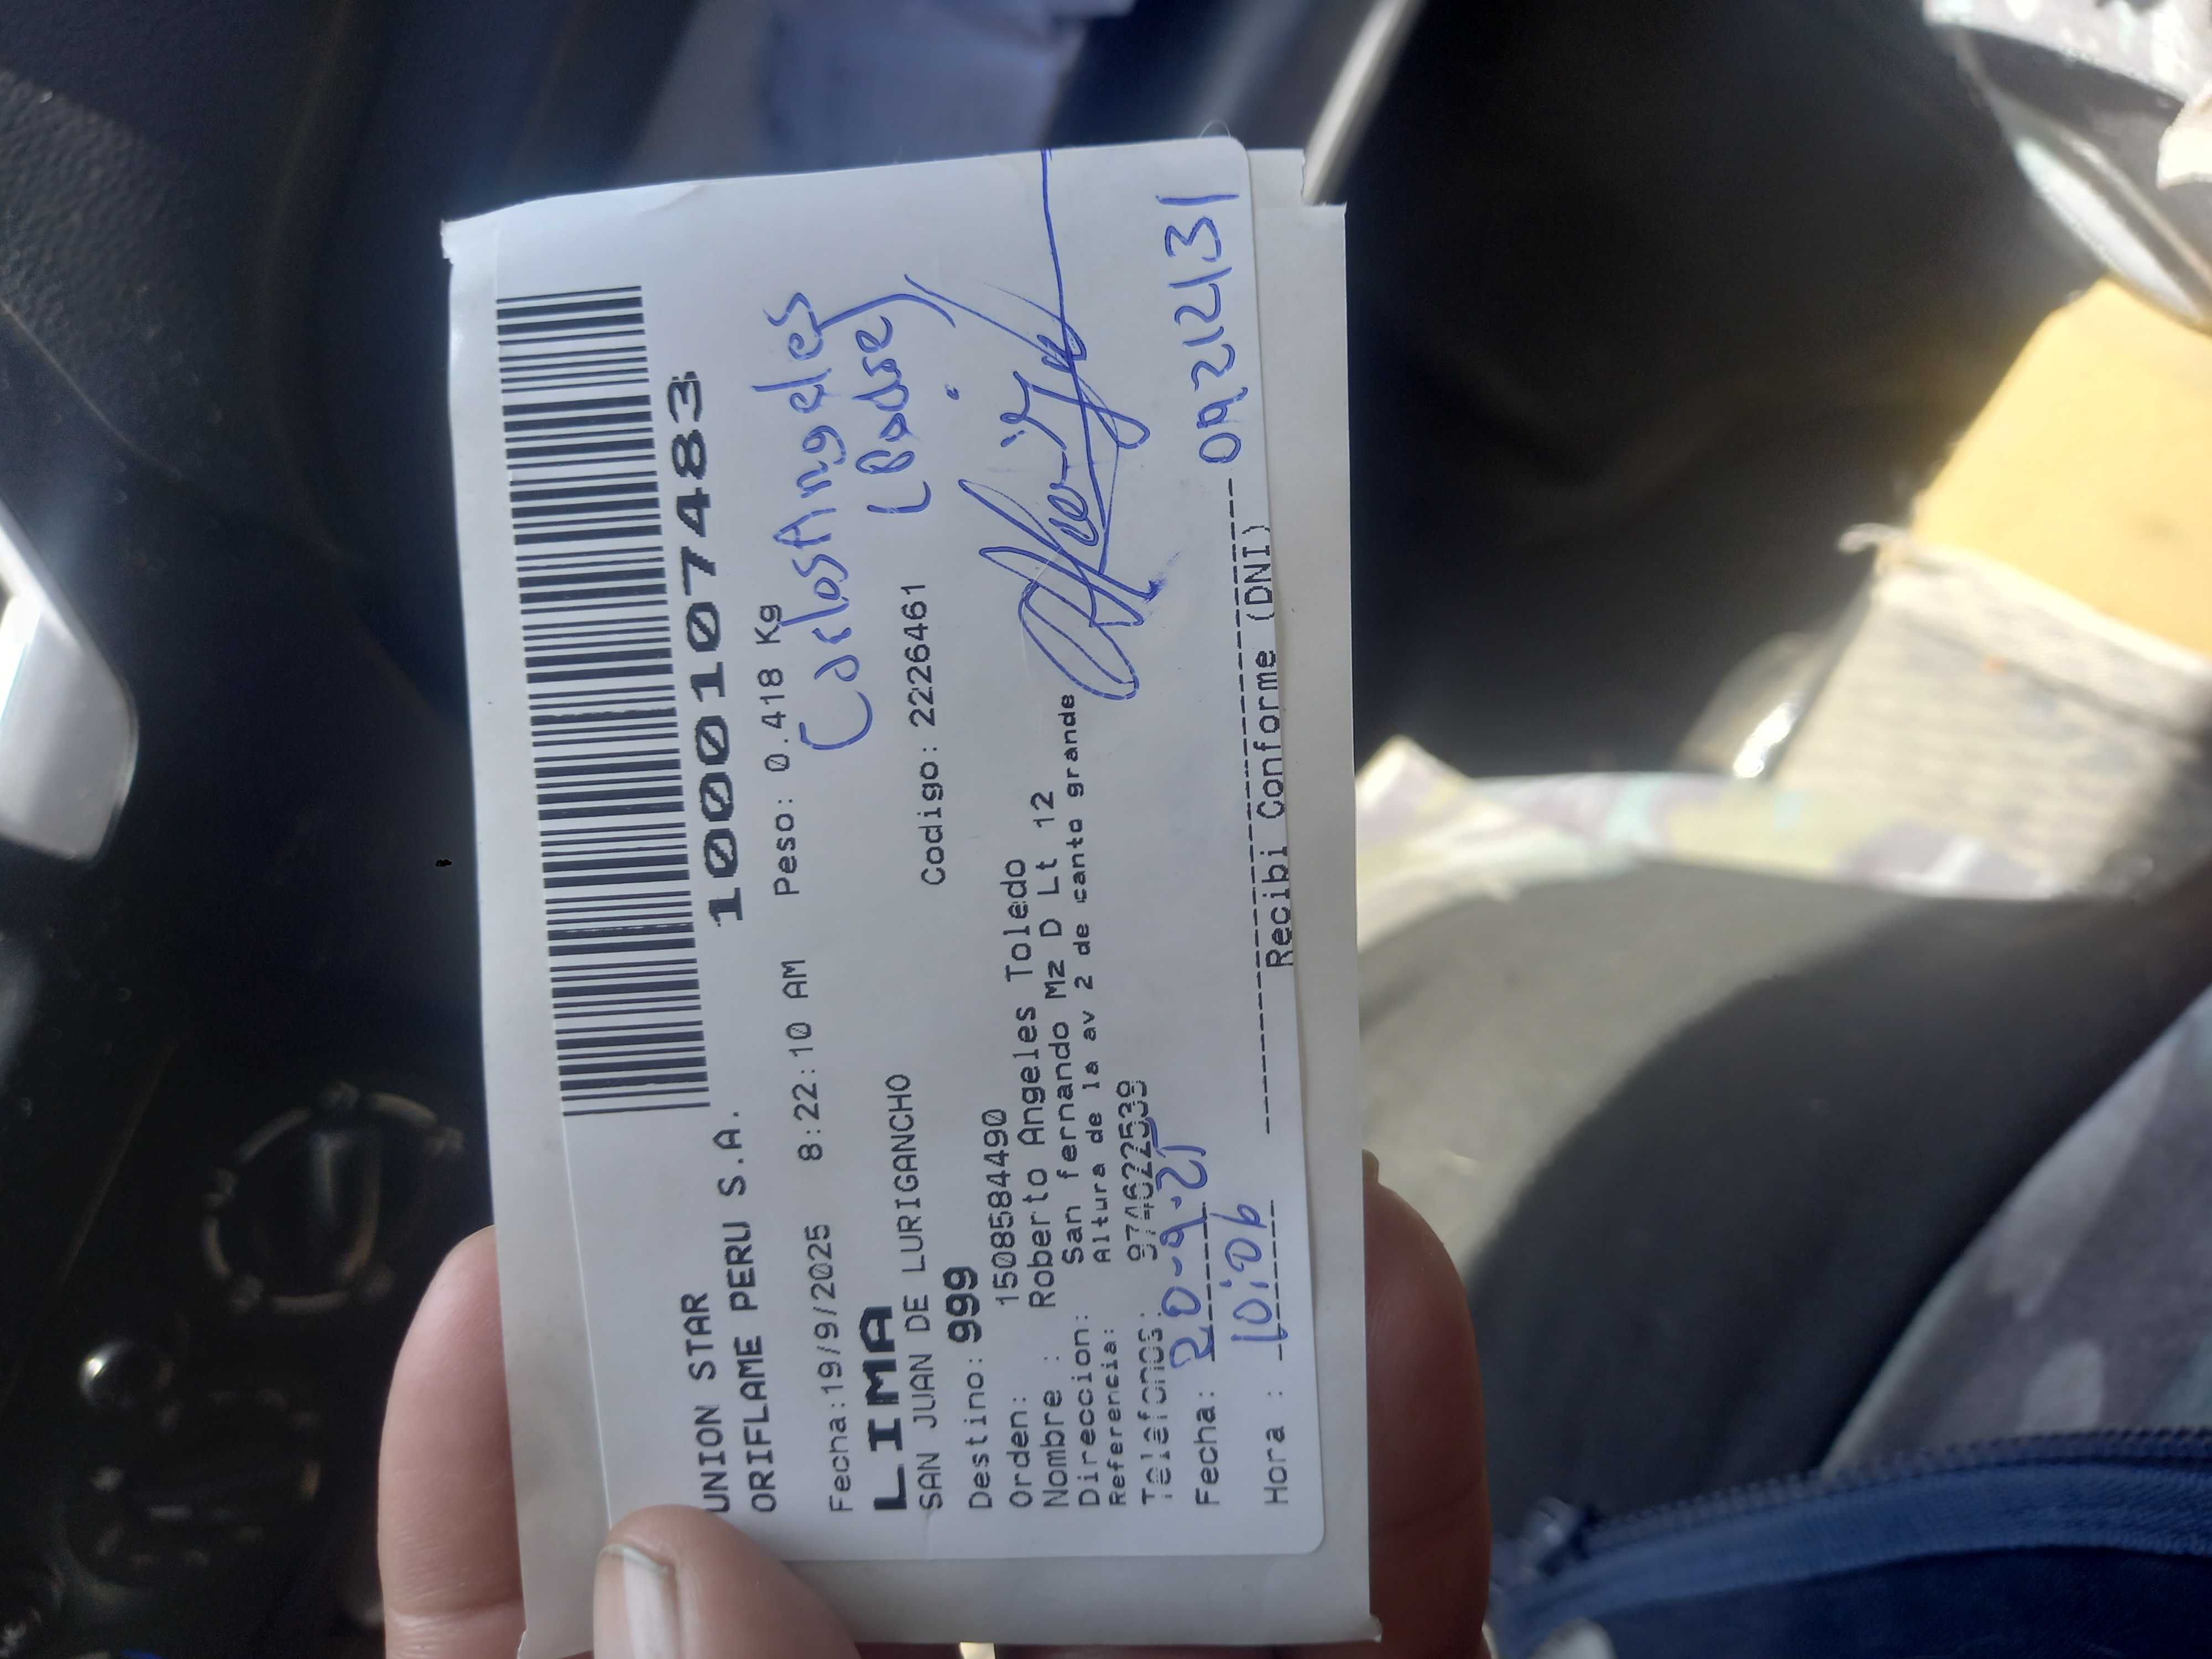 1000107483
UNION STAR
ORIFLAME PERU S.A.
Fecha:19/9/2025 8:22:10 AM Peso: 0.418 Kg
LIMA
Carlos Angeles
SAN JUAN DE LURIGANCHO
(Padre)
Destino: 999 Codigo: 2226461
Orden: 1508584490
Nombre : Roberto Angeles Toledo
Direccion: San fernando Mz D Lt 12
Referencia: Altura de la av 2 de canto grande
Telefonos: 974622539
Fecha: 20-9-25
Hora : 10:06
Recibi Conforme (DNI)